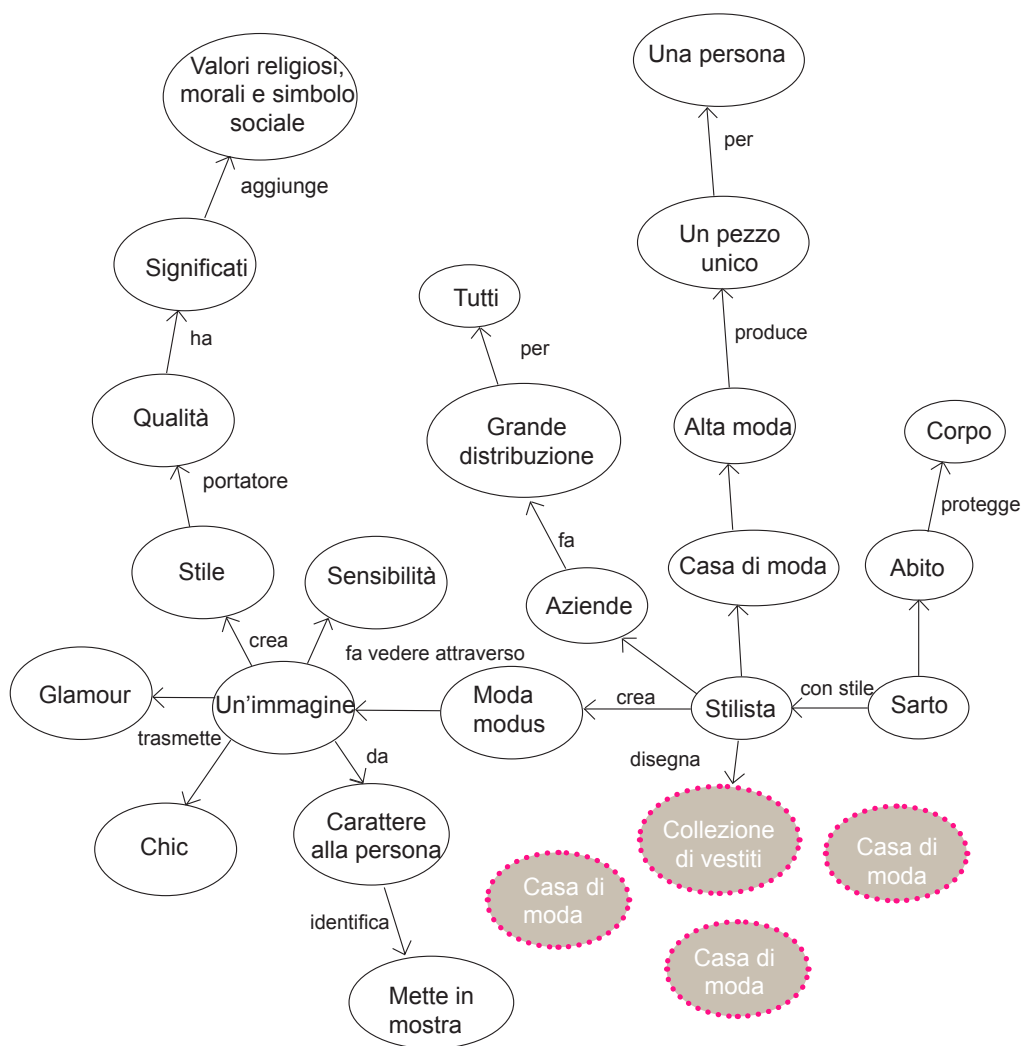 Una persona
Valori religiosi,
morali e simbolo
sociale
per
aggiunge
Un pezzo
unico
Significati
Tutti
ha
produce
per
Qualità
Grande
distribuzione
Alta moda
Corpo
portatore
protegge
fa
Stile
Sensibilità
Casa di moda
Abito
Aziende
crea
fa vedere attraverso
Glamour
Un'immagine
Moda
modus
crea
Stilista
con stile
Sarto
trasmette
da
disegna
Chic
Carattere
alla persona
Collezione
di vestiti
Casa di
moda
Casa di
moda
identifica
Casa di
moda
Mette in
mostra